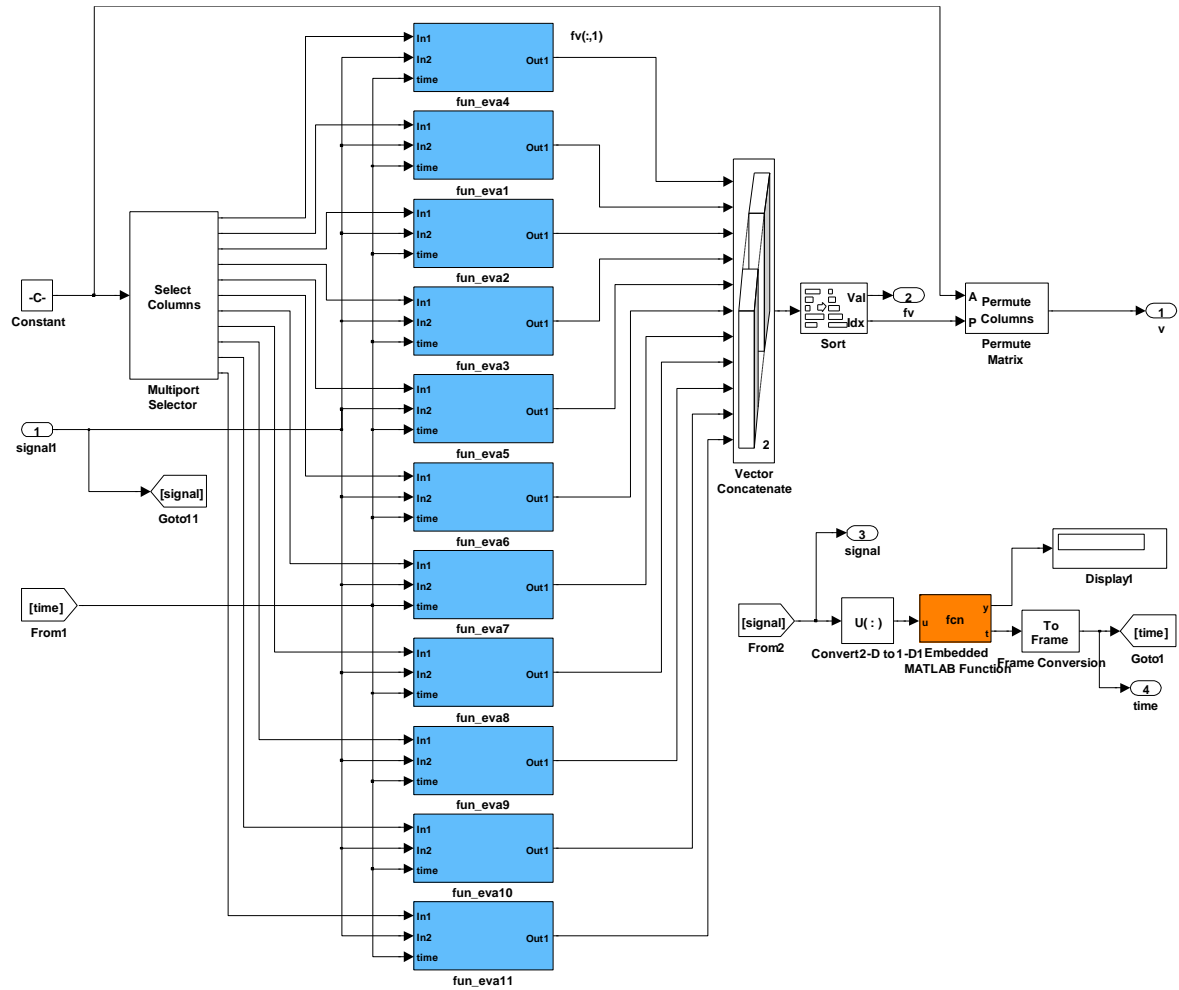 fv(:,1)
In1
In2
time
Out1
fun_eva4
In1
In2
time
Out1
fun_eva1
In1
In2
time
Out1
fun_eva2
In1
In2
time
Out1
fun_eva3
In1
In2
time
Out1
fun_eva5
In1
In2
time
Out1
fun_eva6
In1
In2
time
Out1
fun_eva7
In1
In2
time
Out1
fun_eva8
In1
In2
time
Out1
fun_eva9
In1
In2
time
Out1
fun_eva10
In1
In2
time
Out1
fun_eva11
-C-
Constant
Select
Columns
Multiport
Selector
1
signal1
[signal]
Goto11
[time]
From1
2
Vector
Concatenate
Val
Idx
Sort
2
fv
A
P
Permute
Columns
Permute
Matrix
1
v
3
signal
[signal]
From2
U( : )
Convert 2-D to 1-D1
u
fcn
y
t
Embedded
MATLAB Function
Display1
To
Frame
Frame Conversion
[time]
Goto1
4
time